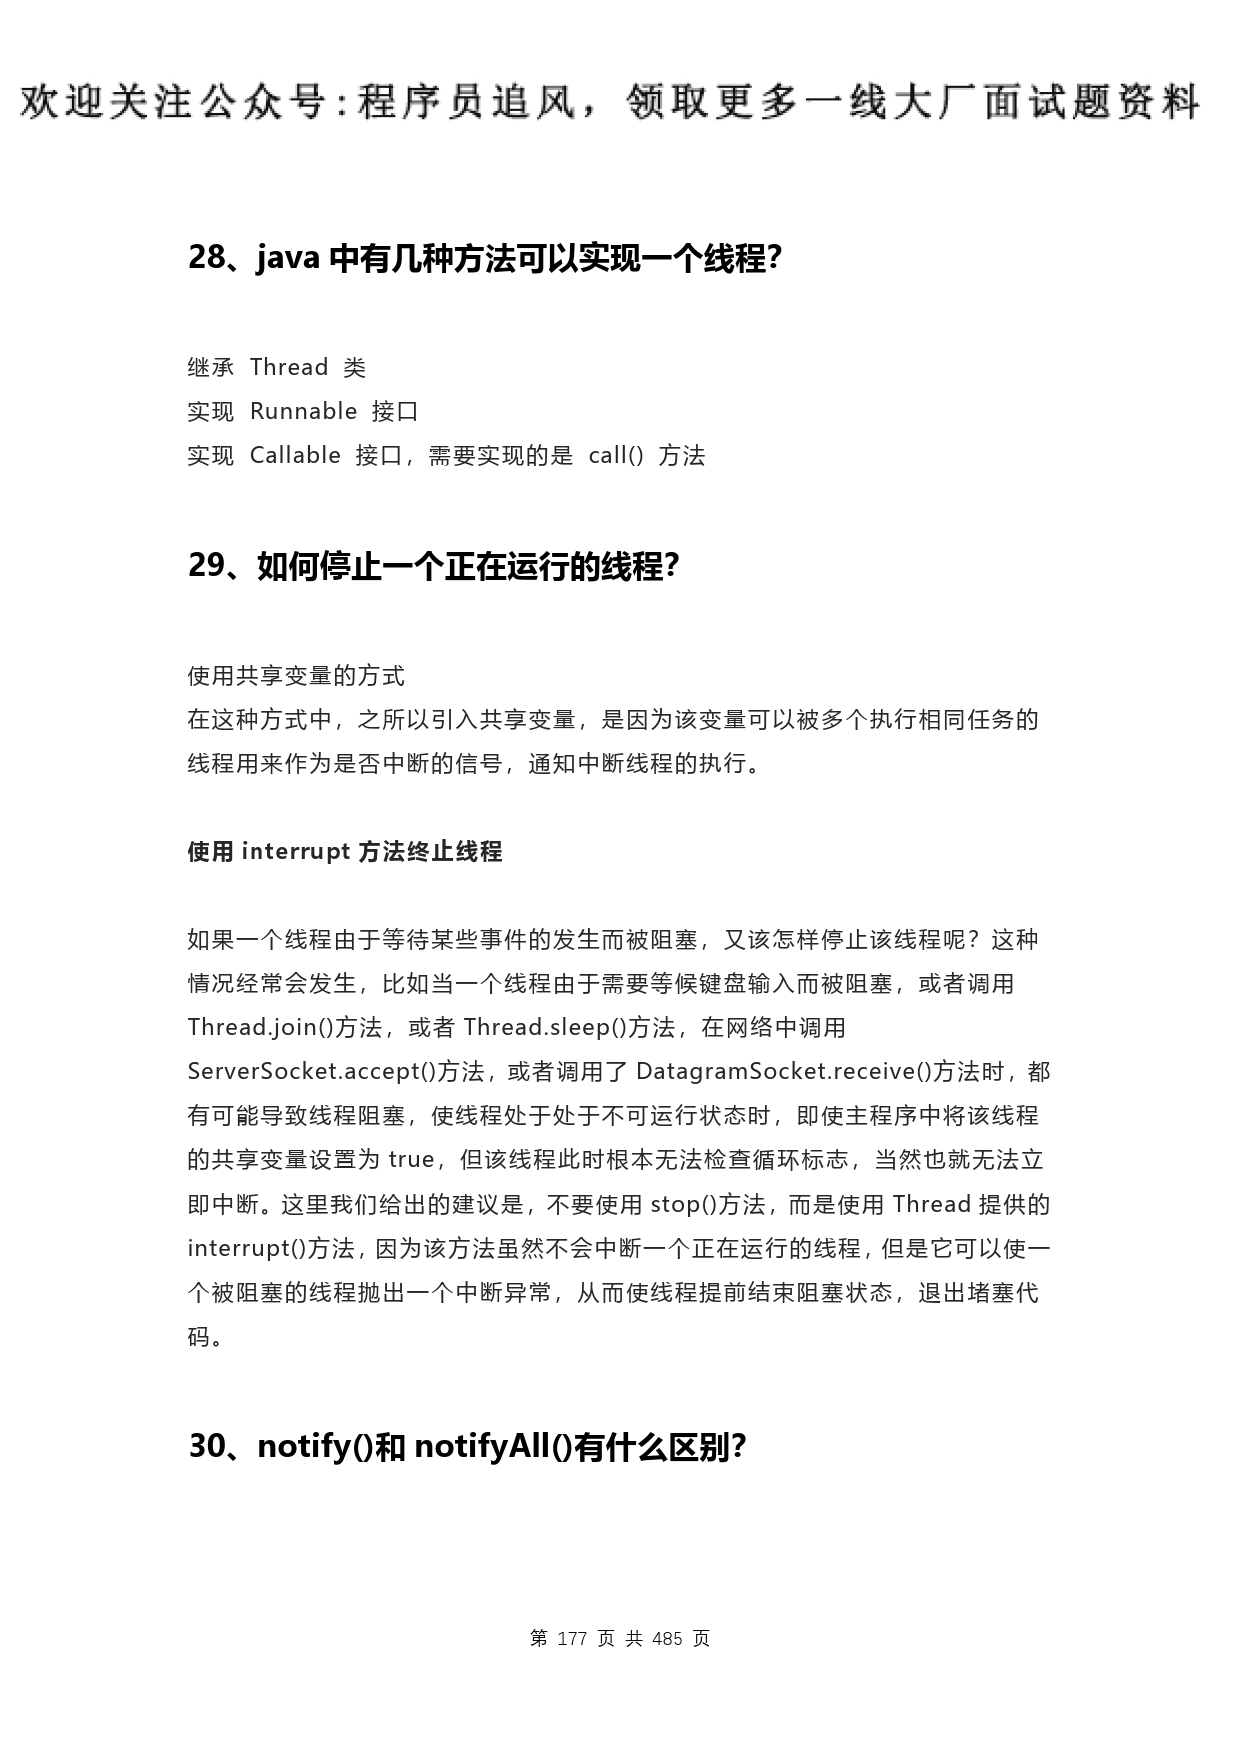 欢迎关注公众号:程序员追风，领取更多一线大厂面试题资料
28、java 中有几种方法可以实现一个线程？
继承 Thread 类
实现 Runnable 接口
实现 Callable 接口，需要实现的是 call() 方法
29、如何停止一个正在运行的线程？
使用共享变量的方式
在这种方式中，之所以引入共享变量，是因为该变量可以被多个执行相同任务的
线程用来作为是否中断的信号，通知中断线程的执行。
使用 interrupt 方法终止线程
如果一个线程由于等待某些事件的发生而被阻塞，又该怎样停止该线程呢？这种
情况经常会发生，比如当一个线程由于需要等候键盘输入而被阻塞，或者调用
Thread.join()方法，或者 Thread.sleep()方法，在网络中调用
ServerSocket.accept()方法，或者调用了 DatagramSocket.receive()方法时，都
有可能导致线程阻塞，使线程处于处于不可运行状态时，即使主程序中将该线程
的共享变量设置为 true，但该线程此时根本无法检查循环标志，当然也就无法立
即中断。这里我们给出的建议是，不要使用 stop()方法，而是使用 Thread 提供的
interrupt()方法，因为该方法虽然不会中断一个正在运行的线程，但是它可以使一
个被阻塞的线程抛出一个中断异常，从而使线程提前结束阻塞状态，退出堵塞代
码。
30、notify()和 notifyAll()有什么区别？
第 177 页 共 485 页